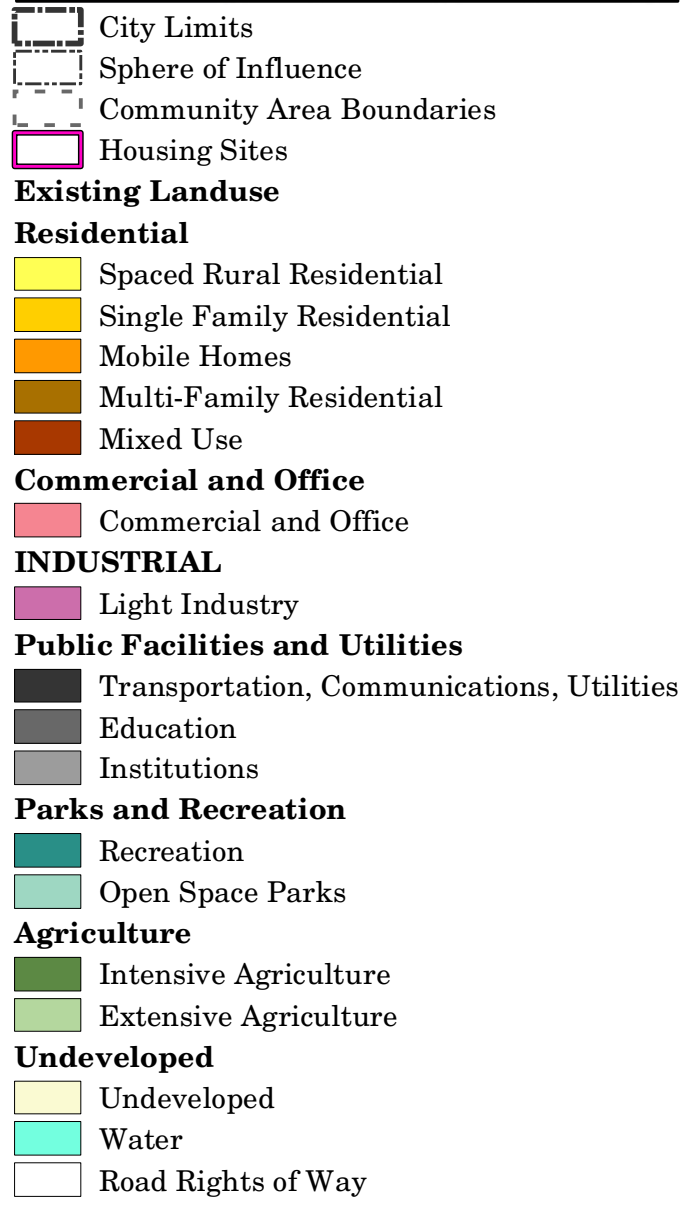 City Limits
Sphere of Influence
Community Area Boundaries
Housing Sites
Existing Landuse
Residential
Spaced Rural Residential
Single Family Residential
Mobile Homes
Multi-Family Residential
Mixed Use
Commercial and Office
Commercial and Office
INDUSTRIAL
Light Industry
Public Facilities and Utilities
Transportation, Communications, Utilities
Education
Institutions
Parks and Recreation
Recreation
Open Space Parks
Agriculture
Intensive Agriculture
Extensive Agriculture
Undeveloped
Undeveloped
Water
Road Rights of Way